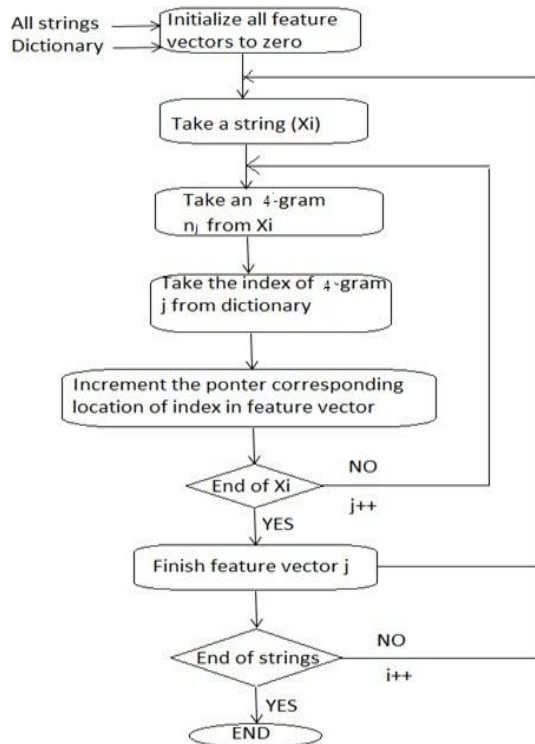 All strings
Dictionary
Initialize all feature
vectors to zero
Take a string (Xi)
Take an 4-gram
nj from Xi
Take the index of 4-gram
j from dictionary
Increment the ponter corresponding
location of index in feature vector
End of Xi
NO
j++
YES
Finish feature vector j
End of strings
NO
i++
YES
END